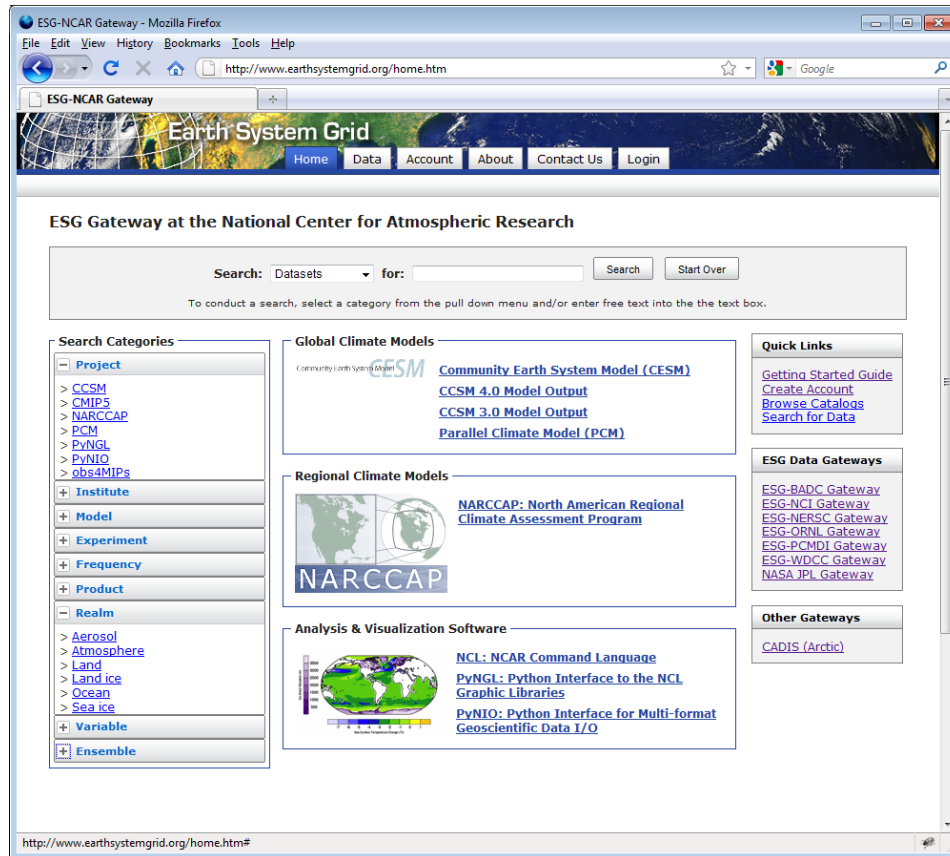 ESG-NCAR Gateway - Mozilla Firefox
File Edit View History Bookmarks Tools Help
http://www.earthsystemgrid.org/home.htm
Google
ESG-NCAR Gateway
Earth System Grid
Home Data Account About Contact Us Login
ESG Gateway at the National Center for Atmospheric Research
Search: Datasets for: Search Start Over
To conduct a search, select a category from the pull down menu and/or enter free text into the the text box.
Search Categories
Project
> CCSM
> CMIP5
> NARCCAP
> PCM
> PyNGL
> PyNIO
> obs4MIPs
Institute
Model
Experiment
Frequency
Product
Realm
> Aerosol
> Atmosphere
> Land
> Land ice
> Ocean
> Sea ice
Variable
Ensemble
Global Climate Models
Community Earth System Model CESM
Community Earth System Model (CESM)
CCSM 4.0 Model Output
CCSM 3.0 Model Output
Parallel Climate Model (PCM)
Regional Climate Models
NARCCAP
NARCCAP: North American Regional
Climate Assessment Program
Analysis & Visualization Software
NCL: NCAR Command Language
PyNGL: Python Interface to the NCL
Graphic Libraries
PyNIO: Python Interface for Multi-format
Geoscientific Data I/O
Quick Links
Getting Started Guide
Create Account
Browse Catalogs
Search for Data
ESG Data Gateways
ESG-BADC Gateway
ESG-NCI Gateway
ESG-NERSC Gateway
ESG-ORNL Gateway
ESG-PCMDI Gateway
ESG-WDCC Gateway
NASA JPL Gateway
Other Gateways
CADIS (Arctic)
http://www.earthsystemgrid.org/home.htm#